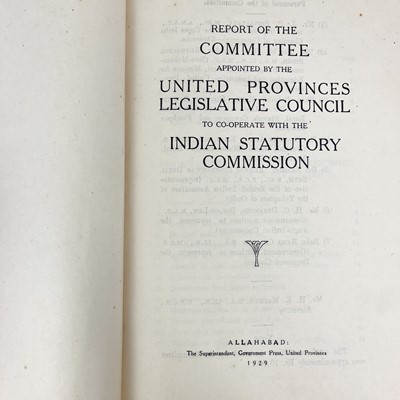 REPORT OF THE
COMMITTEE
APPOINTED BY THE
UNITED PROVINCES
LEGISLATIVE COUNCIL
TO CO-OPERATE WITH THE
INDIAN STATUTORY
COMMISSION
ALLAHABAD:
The Superintendent, Government Press, United Provinces
1929